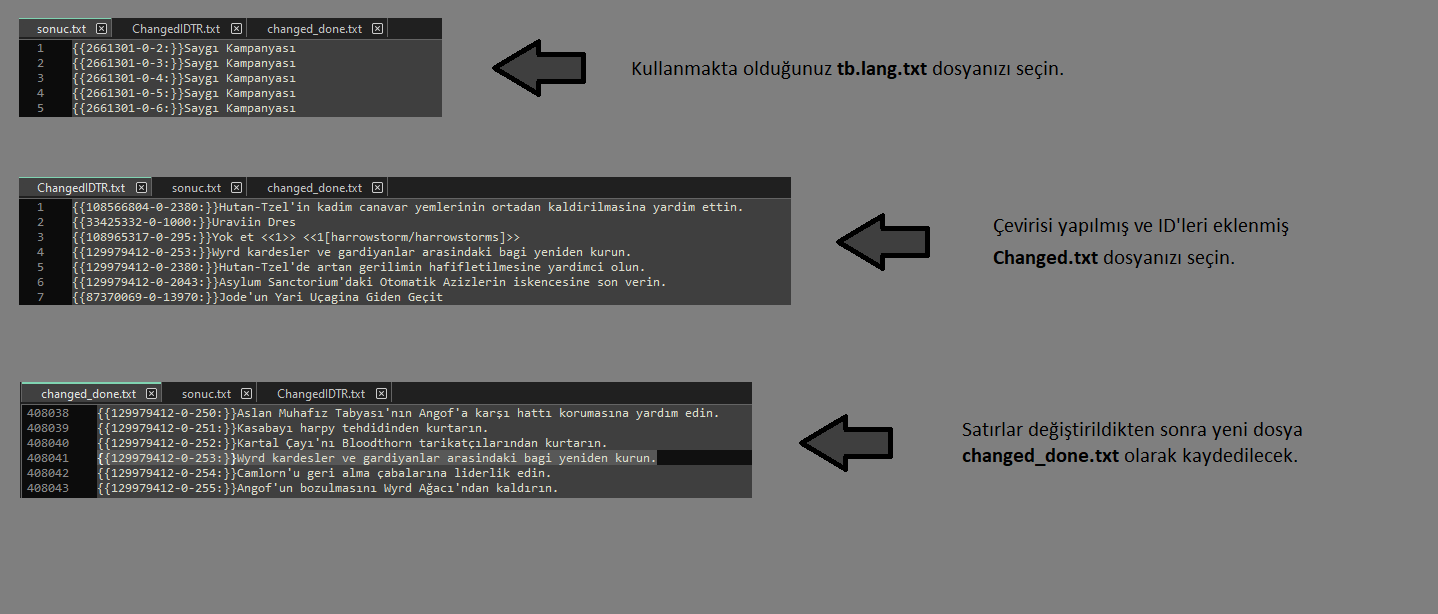 sonuc.txt ChangedIDTR.txt changed_done.txt
1 {{2661301-0-2:}}Saygı Kampanyası
2 {{2661301-0-3:}}Saygı Kampanyası
3 {{2661301-0-4:}}Saygı Kampanyası
4 {{2661301-0-5:}}Saygı Kampanyası
5 {{2661301-0-6:}}Saygı Kampanyası
Kullanmakta olduğunuz tb.lang.txt dosyanızı seçin.
ChangedIDTR.txt sonuc.txt changed_done.txt
1 {{108566804-0-2380:}}Hutan-Tzel'in kadim canavar yemlerinin ortadan kaldirilmasina yardim ettin.
2 {{33425332-0-1000:}}Uraviin Dres
3 {{108965317-0-295:}}Yok et <<1>> <<1[harrowstorm/harrowstorms]>>
4 {{129979412-0-253:}}Wyrd kardesler ve gardiyanlar arasindaki bagi yeniden kurun.
5 {{129979412-0-2380:}}Hutan-Tzel'de artan gerilimin hafifletilmesine yardimci olun.
6 {{129979412-0-2043:}}Asylum Sanctorium'daki Otomatik Azizlerin iskencesine son verin.
7 {{87370069-0-13970:}}Jode'un Yari Uçagina Giden Geçit
Çevirisi yapılmış ve ID'leri eklenmiş
Changed.txt dosyanızı seçin.
changed_done.txt sonuc.txt ChangedIDTR.txt
408038 {{129979412-0-250:}}Aslan Muhafız Tabyası'nın Angof'a karşı hattı korumasına yardım edin.
408039 {{129979412-0-251:}}Kasabayı harpy tehdidinden kurtarın.
408040 {{129979412-0-252:}}Kartal Çayı'nı Bloodthorn tarikatçılarından kurtarın.
408041 {{129979412-0-253:}}Wyrd kardesler ve gardiyanlar arasindaki bagi yeniden kurun.
408042 {{129979412-0-254:}}Camlorn'u geri alma çabalarına liderlik edin.
408043 {{129979412-0-255:}}Angof'un bozulmasını Wyrd Ağacı'ndan kaldırın.
Satırlar değiştirildikten sonra yeni dosya
changed_done.txt olarak kaydedilecek.